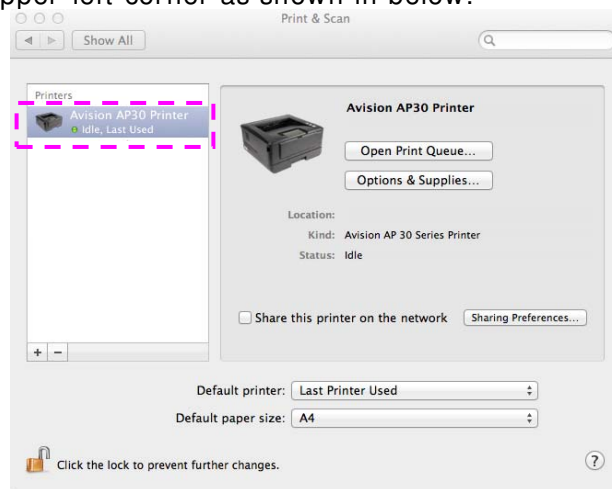 upper left corner as shown in below:
Print & Scan
Show All
Printers
Avision AP30 Printer
Idle, Last Used
Avision AP30 Printer
Open Print Queue...
Options & Supplies...
Location:
Kind: Avision AP 30 Series Printer
Status: Idle
Share this printer on the network Sharing Preferences...
+ −
Default printer: Last Printer Used
Default paper size: A4
Click the lock to prevent further changes. ?